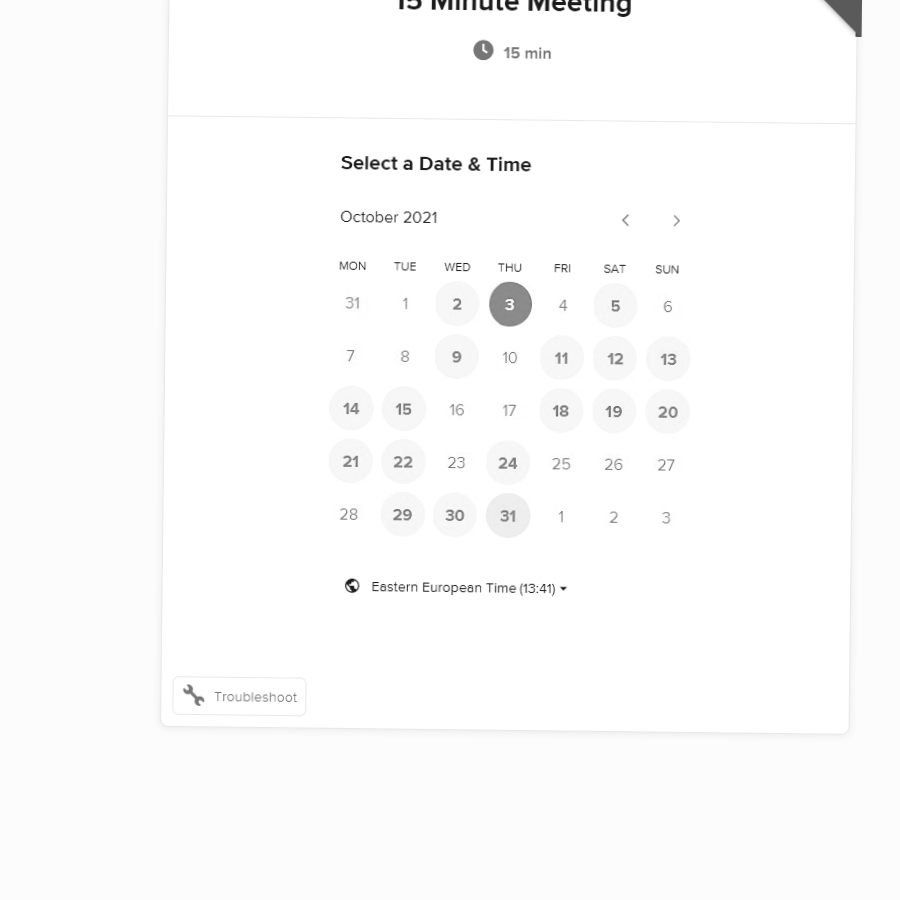 15 Minute Meeting
15 min
Select a Date & Time
October 2021
MON TUE WED THU FRI SAT SUN
31 1 2 3 4 5 6
7 8 9 10 11 12 13
14 15 16 17 18 19 20
21 22 23 24 25 26 27
28 29 30 31 1 2 3
Eastern European Time (13:41)
Troubleshoot